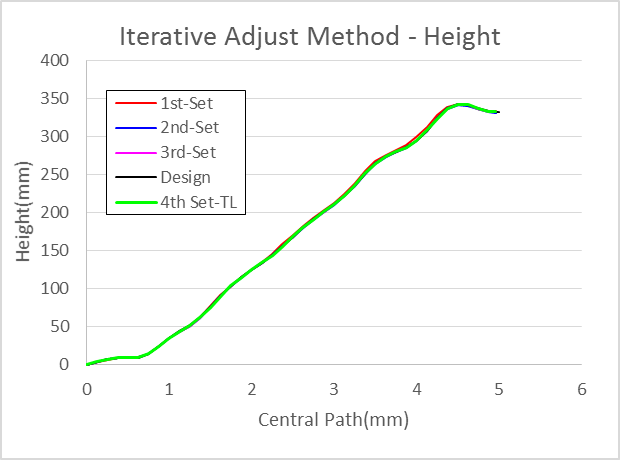 Iterative Adjust Method - Height
400
350
300
250
200
150
100
50
0
Height(mm)
1st-Set
2nd-Set
3rd-Set
Design
4th Set-TL
0 1 2 3 4 5 6
Central Path(mm)